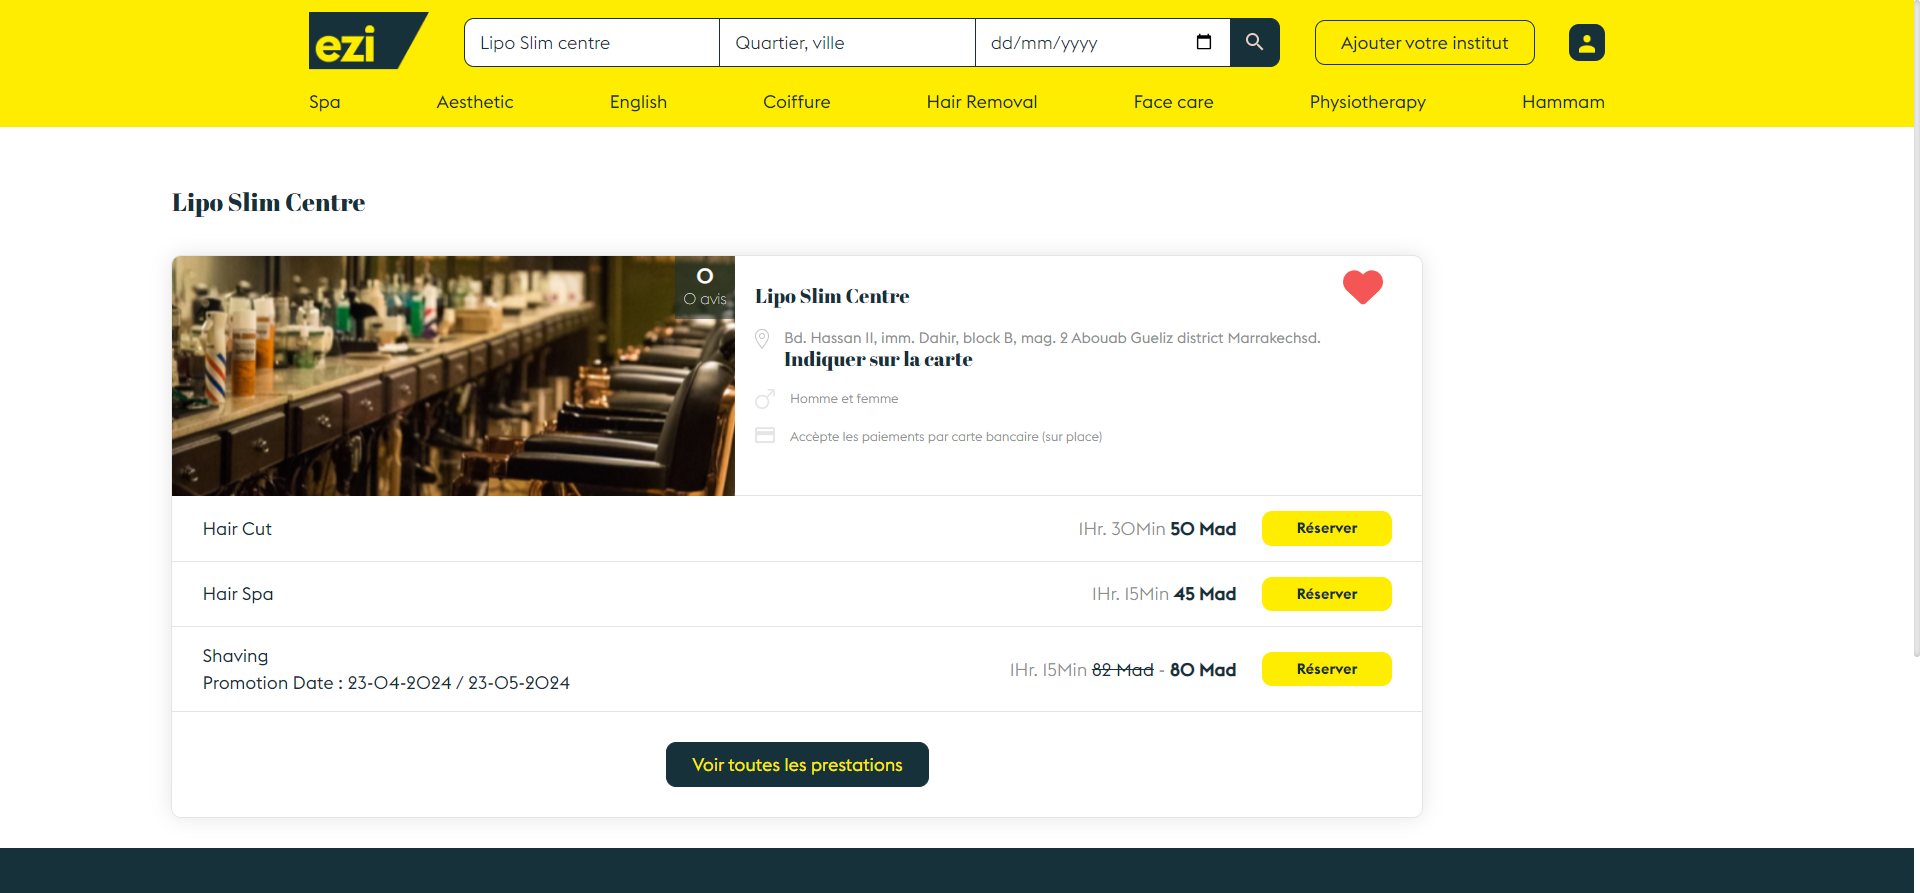 ezi
Lipo Slim centre
Quartier, ville
dd/mm/yyyy
Ajouter votre institut
Spa
Aesthetic
English
Coiffure
Hair Removal
Face care
Physiotherapy
Hammam
Lipo Slim Centre
0
0 avis
Lipo Slim Centre
Bd. Hassan II, imm. Dahir, block B, mag. 2 Abouab Gueliz district Marrakechsd.
Indiquer sur la carte
Homme et femme
Accèpte les paiements par carte bancaire (sur place)
Hair Cut
1Hr. 30Min 50 Mad
Réserver
Hair Spa
1Hr. 15Min 45 Mad
Réserver
Shaving
Promotion Date : 23-04-2024 / 23-05-2024
1Hr. 15Min 82 Mad - 80 Mad
Réserver
Voir toutes les prestations